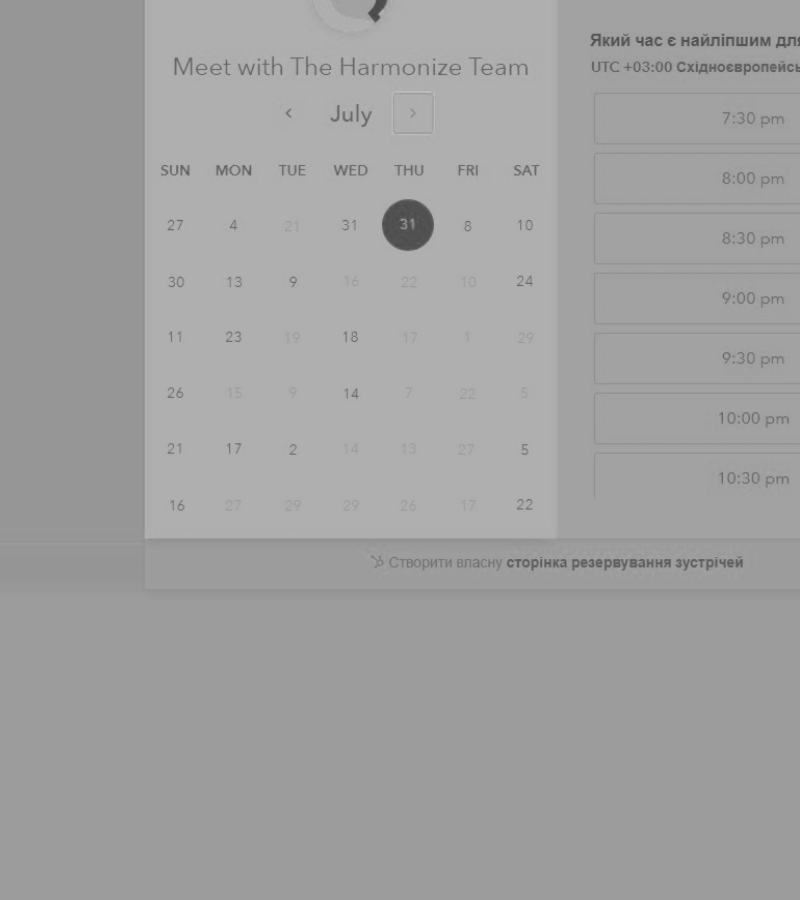 Meet with The Harmonize Team
July
SUN MON TUE WED THU FRI SAT
27 4 21 31 31 8 10
30 13 9 16 22 10 24
11 23 19 18 17 1 29
26 15 9 14 7 22 5
21 17 2 14 13 27 5
16 27 29 29 26 17 22
Який час є найліпшим для
UTC +03:00 Східноєвропейсь
7:30 pm
8:00 pm
8:30 pm
9:00 pm
9:30 pm
10:00 pm
10:30 pm
Створити власну сторінка резервування зустрічей